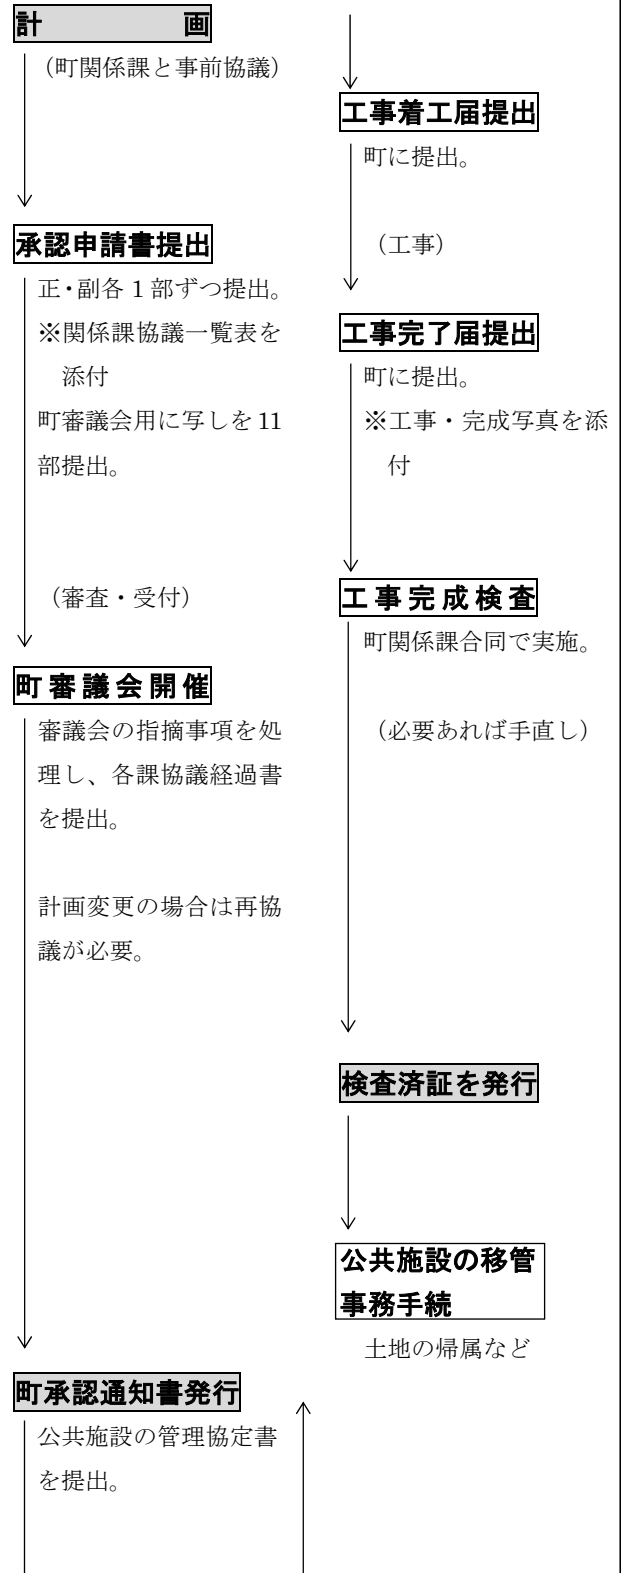 計　　　　　画
（町関係課と事前協議）
承認申請書提出
正・副各 1 部ずつ提出。
※関係課協議一覧表を
添付
町審議会用に写しを 11
部提出。
（審査・受付）
町 審 議 会 開 催
審議会の指摘事項を処
理し、各課協議経過書
を提出。
計画変更の場合は再協
議が必要。
町承認通知書発行
公共施設の管理協定書
を提出。
工事着工届提出
町に提出。
（工事）
工事完了届提出
町に提出。
※工事・完成写真を添
付
工 事 完 成 検 査
町関係課合同で実施。
（必要あれば手直し）
検査済証を発行
公共施設の移管
事務手続
土地の帰属など